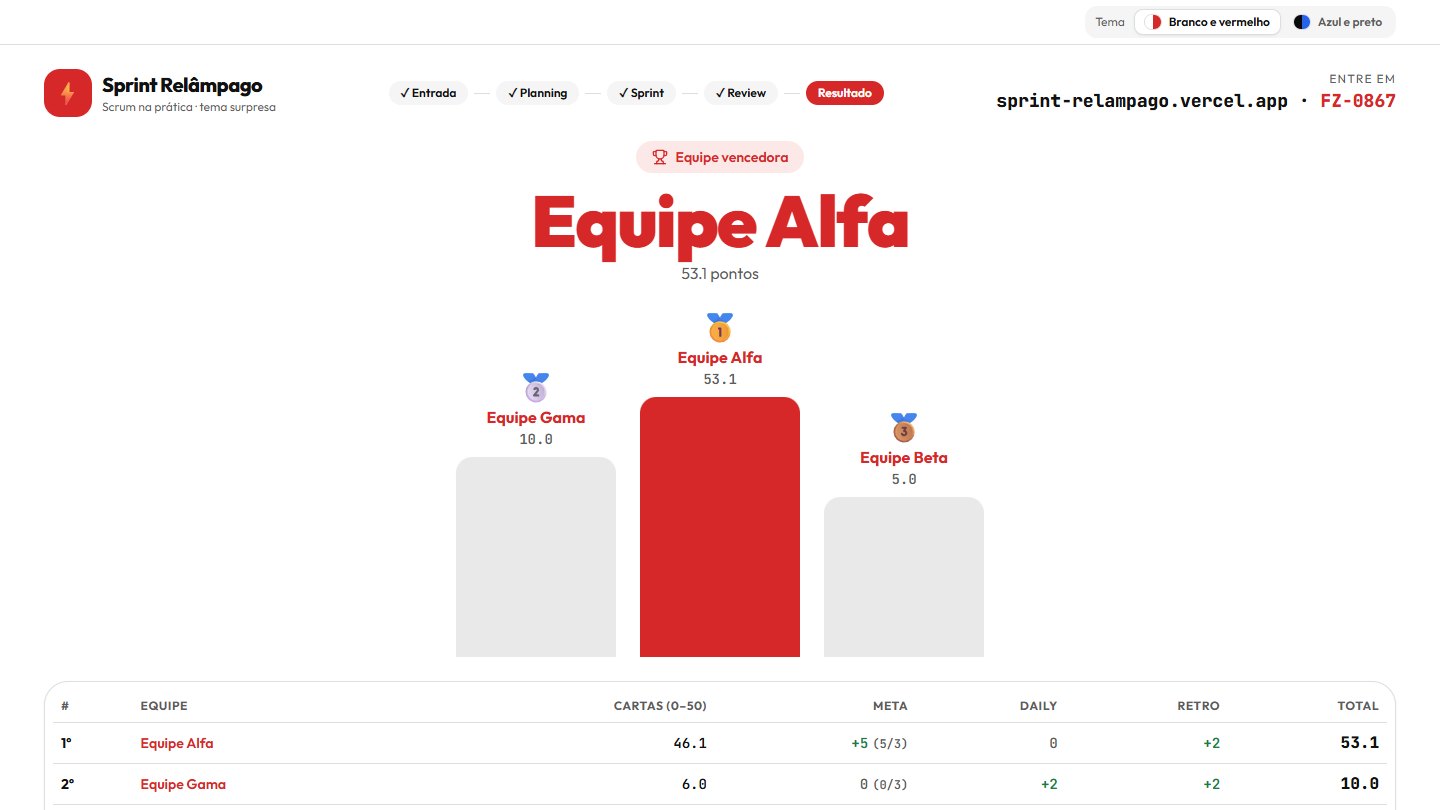 Tema Branco e vermelho Azul e preto
Sprint Relâmpago
Scrum na prática · tema surpresa
✓ Entrada ✓ Planning ✓ Sprint ✓ Review Resultado
ENTRE EM
sprint-relampago.vercel.app · FZ-0867
Equipe vencedora
Equipe Alfa
53.1 pontos
1
Equipe Alfa
53.1
2
Equipe Gama
10.0
3
Equipe Beta
5.0
# EQUIPE CARTAS (0–50) META DAILY RETRO TOTAL
1º Equipe Alfa 46.1 +5 (5/3) 0 +2 53.1
2º Equipe Gama 6.0 0 (0/3) +2 +2 10.0